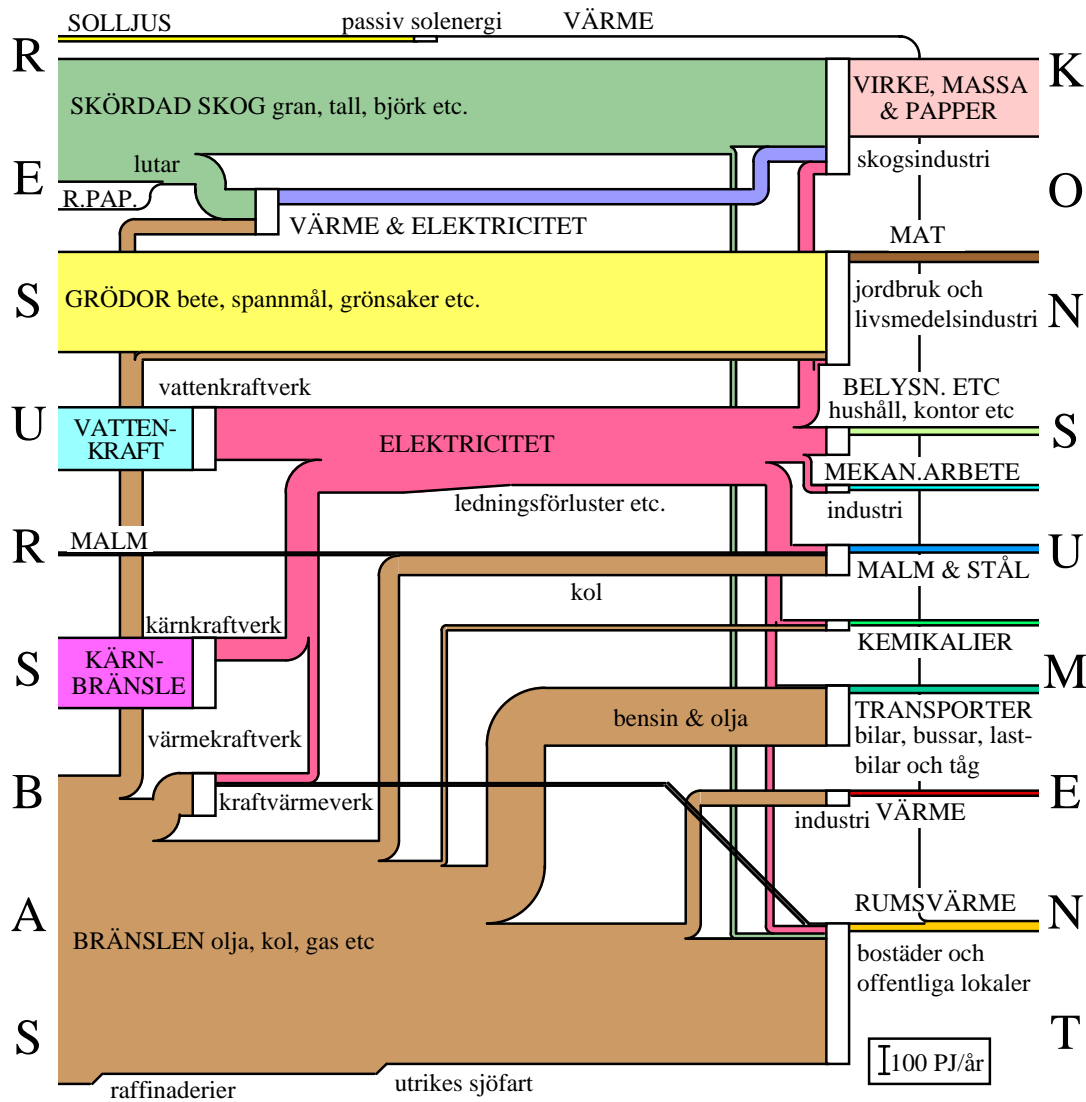 SOLLJUS
passiv solenergi
VÄRME
R
E
S
U
R
S
B
A
S
SKÖRDAD SKOG gran, tall, björk etc.
lutar
R.PAP.
VÄRME & ELEKTRICITET
GRÖDOR bete, spannmål, grönsaker etc.
vattenkraftverk
VATTEN-
KRAFT
ELEKTRICITET
ledningsförluster etc.
MALM
kol
kärnkraftverk
KÄRN-
BRÄNSLE
värmekraftverk
kraftvärmeverk
bensin & olja
BRÄNSLEN olja, kol, gas etc
raffinaderier
utrikes sjöfart
VIRKE, MASSA
& PAPPER
skogsindustri
MAT
jordbruk och
livsmedelsindustri
BELYSN. ETC
hushåll, kontor etc
MEKAN.ARBETE
industri
MALM & STÅL
KEMIKALIER
TRANSPORTER
bilar, bussar, last-
bilar och tåg
industri
VÄRME
RUMSVÄRME
bostäder och
offentliga lokaler
100 PJ/år
K
O
N
S
U
M
E
N
T